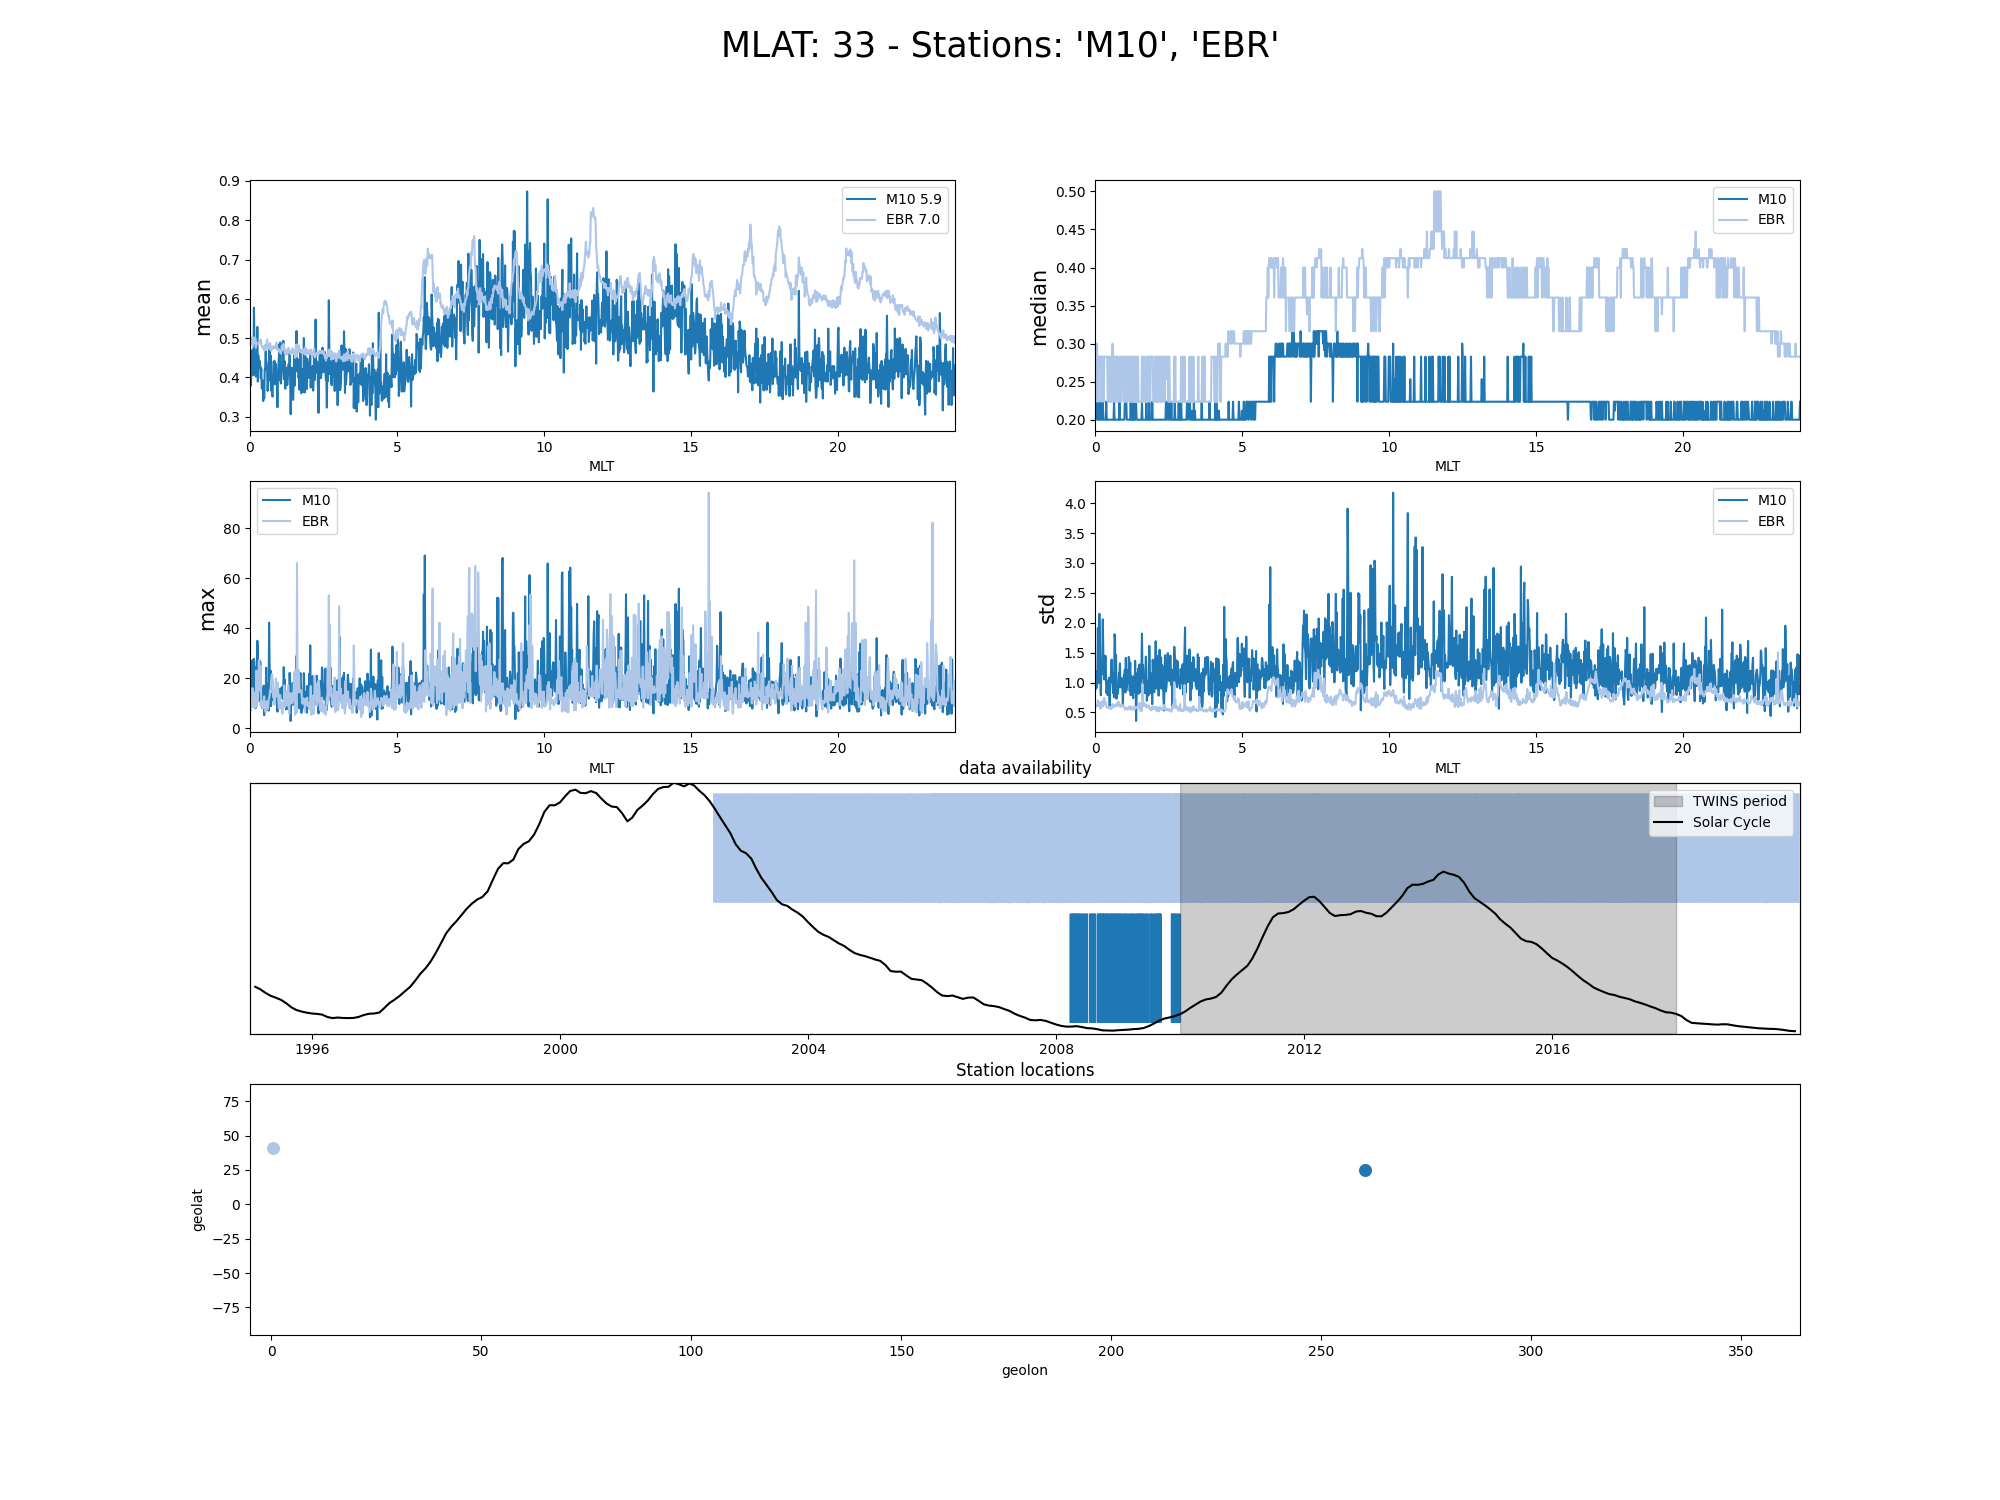 MLAT: 33 - Stations: 'M10', 'EBR'
mean
0.9
0.8
0.7
0.6
0.5
0.4
0.3
M10 5.9
EBR 7.0
0 5 10 15 20
MLT
median
0.50
0.45
0.40
0.35
0.30
0.25
0.20
M10
EBR
0 5 10 15 20
MLT
max
80
60
40
20
0
M10
EBR
0 5 10 15 20
MLT
std
4.0
3.5
3.0
2.5
2.0
1.5
1.0
0.5
M10
EBR
0 5 10 15 20
MLT
data availability
TWINS period
Solar Cycle
1996 2000 2004 2008 2012 2016
Station locations
geolat
75
50
25
0
−25
−50
−75
0 50 100 150 200 250 300 350
geolon